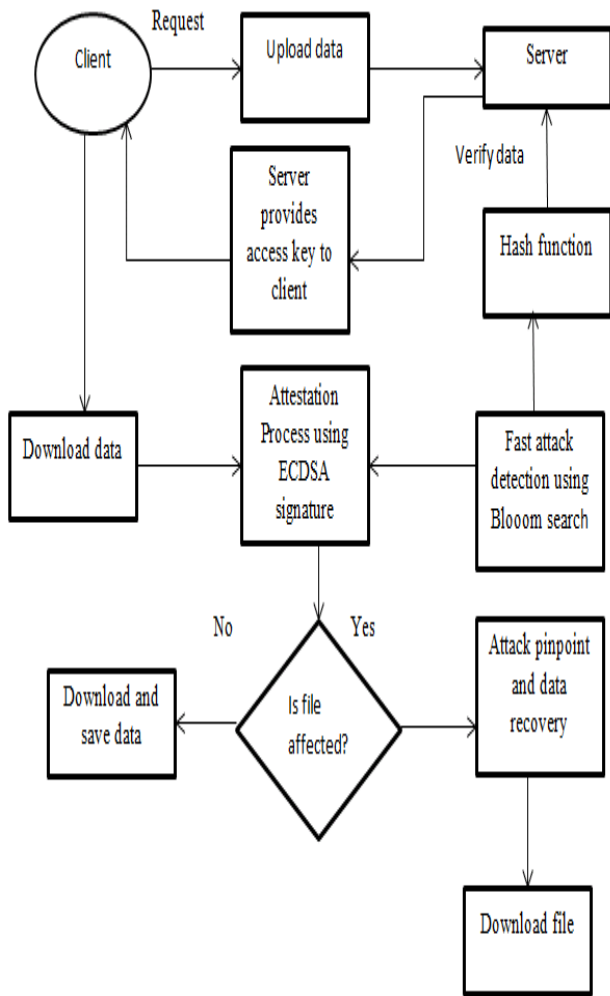 Request
Client
Upload data
Server
Verify data
Server
provides
access key to
client
Hash function
Download data
Attestation
Process using
ECDSA
signature
Fast attack
detection using
Blooom search
No
Yes
Download and
save data
Is file
affected?
Attack pinpoint
and data
recovery
Download file